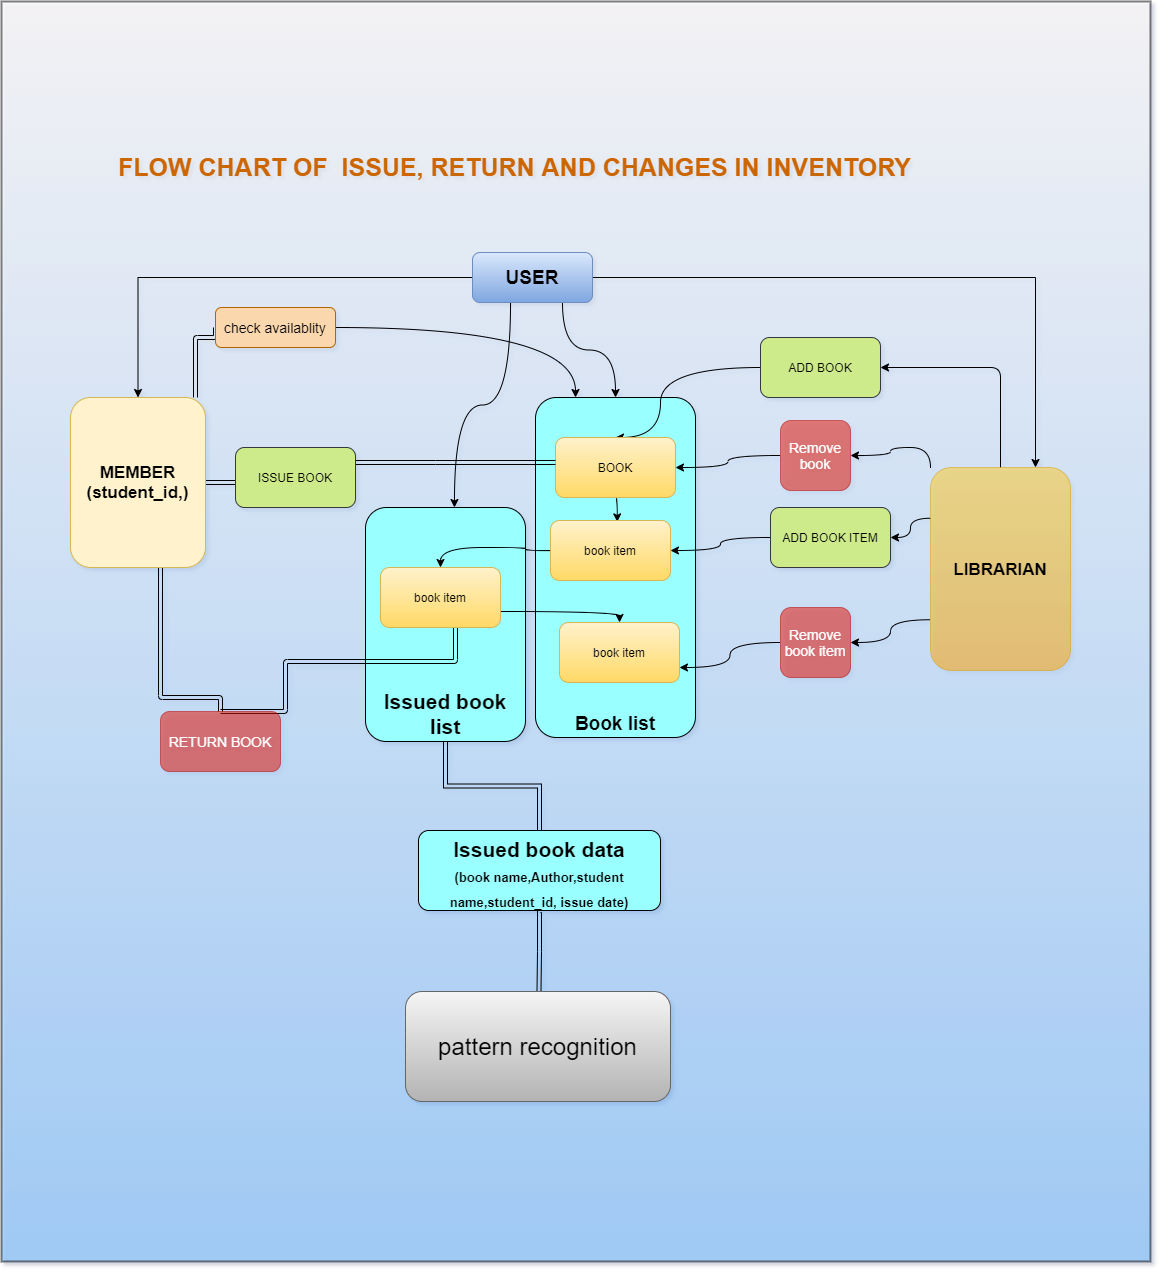 FLOW CHART OF  ISSUE, RETURN AND CHANGES IN INVENTORY
USER
check availablity
ADD BOOK
MEMBER
(student_id,)
ISSUE BOOK
BOOK
Remove
book
book item
ADD BOOK ITEM
LIBRARIAN
book item
book item
Remove
book item
Issued book
list
Book list
RETURN BOOK
Issued book data
(book name,Author,student
name,student_id, issue date)
pattern recognition